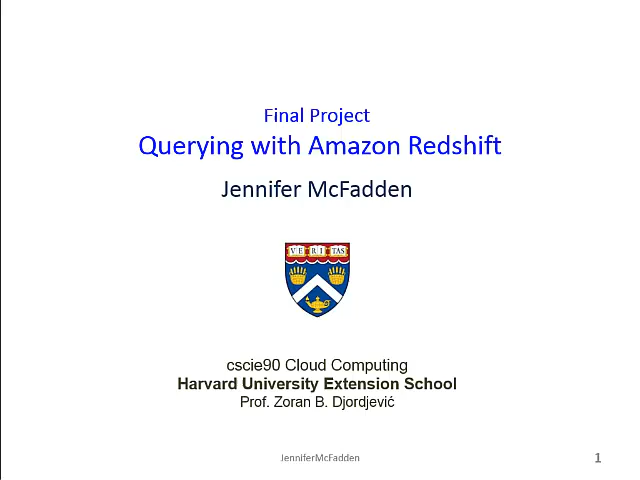 Final Project
Querying with Amazon Redshift
Jennifer McFadden
VE RI TAS
cscie90 Cloud Computing
Harvard University Extension School
Prof. Zoran B. Djordjević
JenniferMcFadden
1